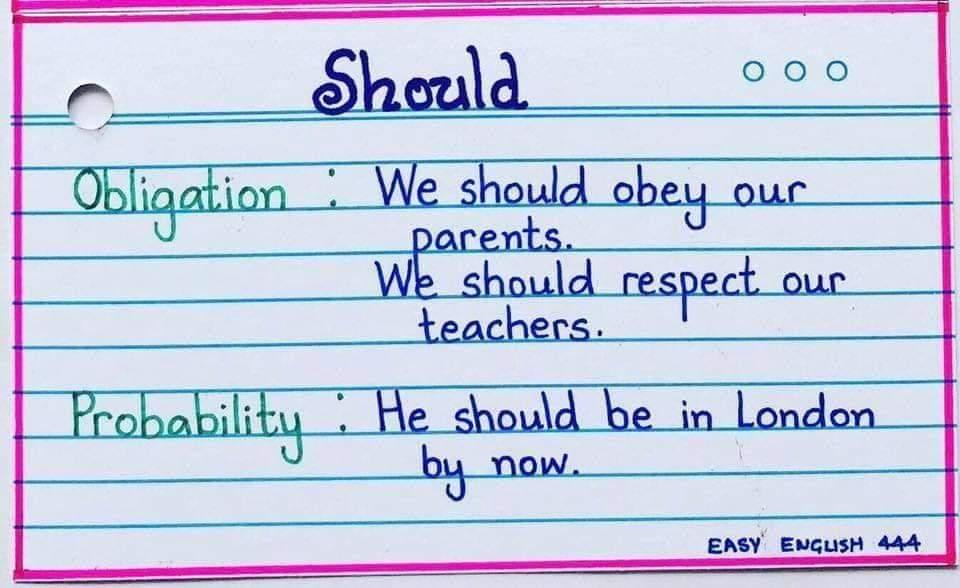 Should
Obligation : We should obey our
parents.
We should respect our
teachers.
Probability : He should be in London
by now.
EASY ENGLISH 444